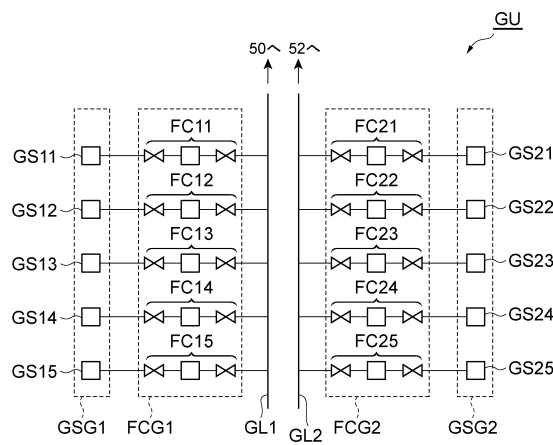 GU
50へ 52へ
FC11 FC21
GS11 GS21
FC12 FC22
GS12 GS22
FC13 FC23
GS13 GS23
FC14 FC24
GS14 GS24
FC15 FC25
GS15 GS25
GSG1 FCG1 GL1 GL2 FCG2 GSG2